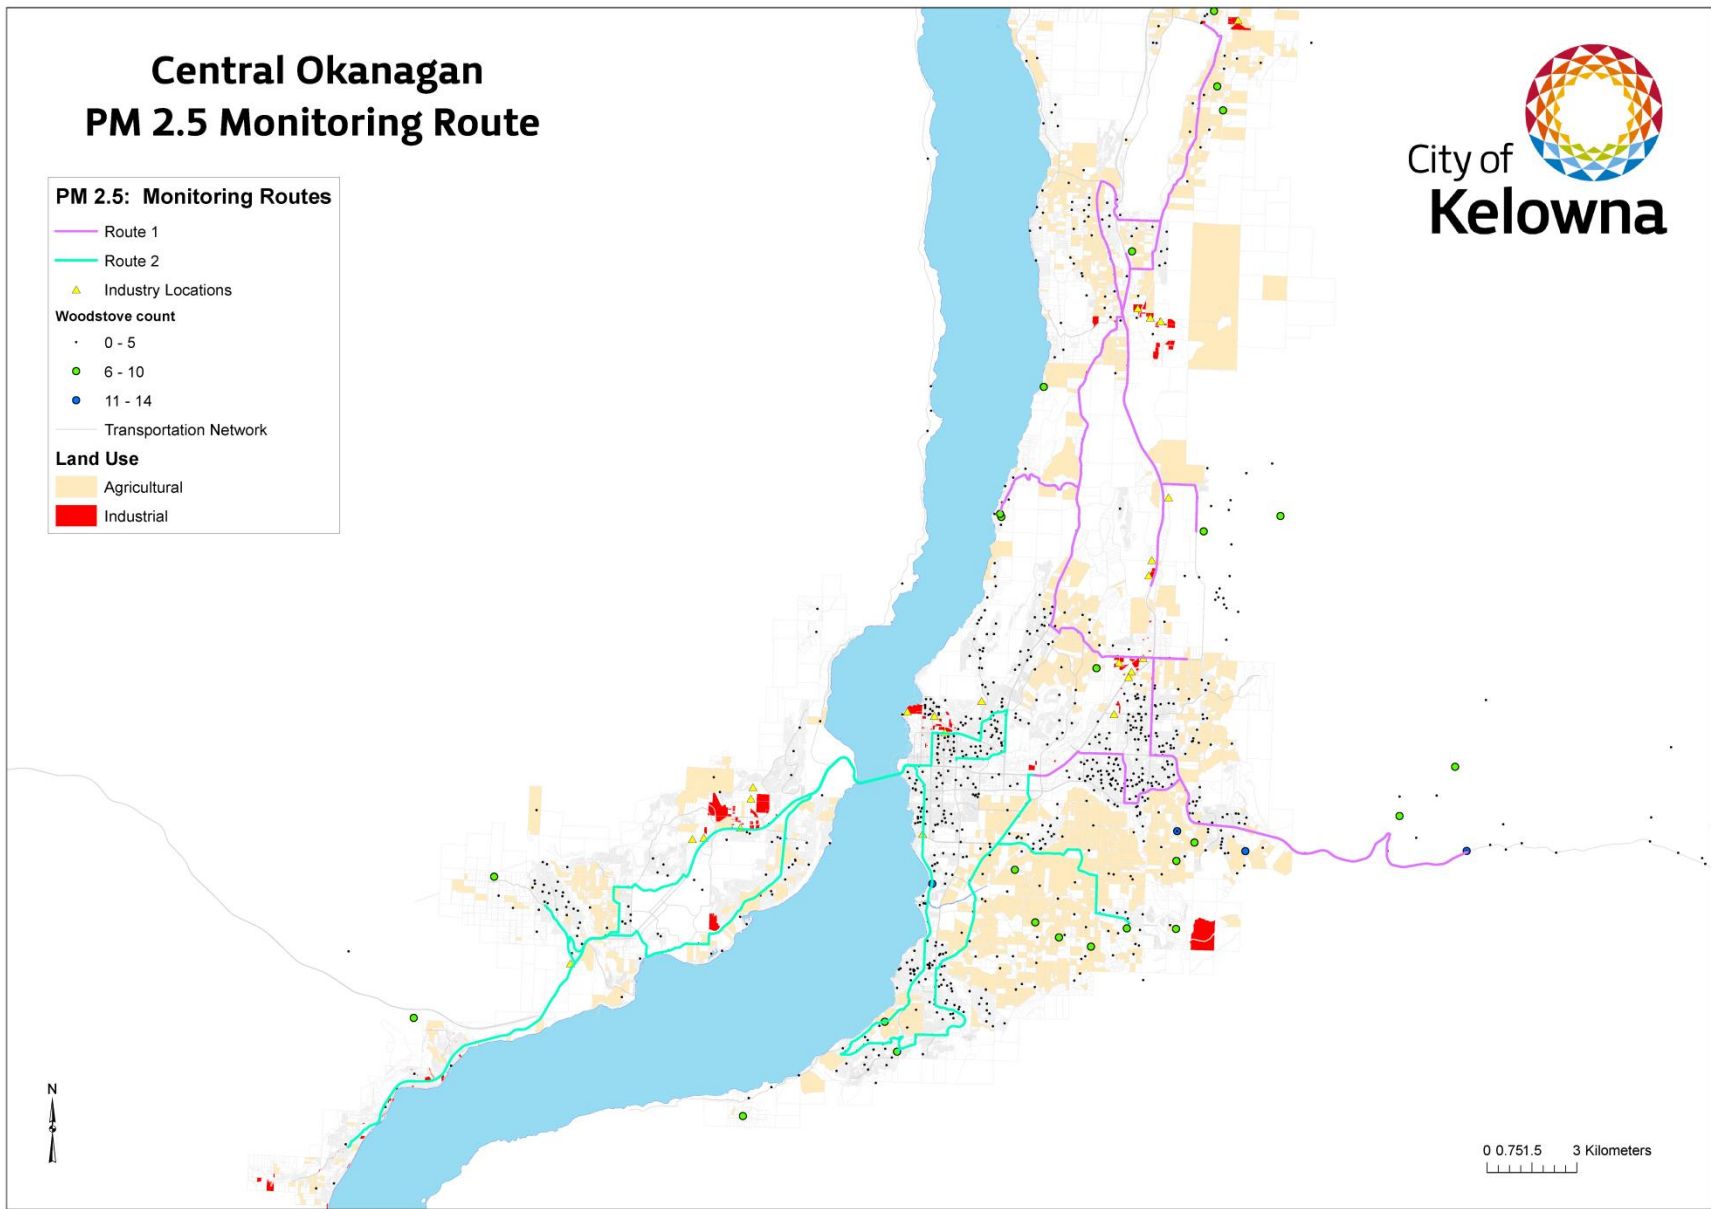 Central Okanagan
PM 2.5 Monitoring Route
City of
Kelowna
PM 2.5: Monitoring Routes
Route 1
Route 2
Industry Locations
Woodstove count
0 - 5
6 - 10
11 - 14
Transportation Network
Land Use
Agricultural
Industrial
N
0 0.751.5 3 Kilometers